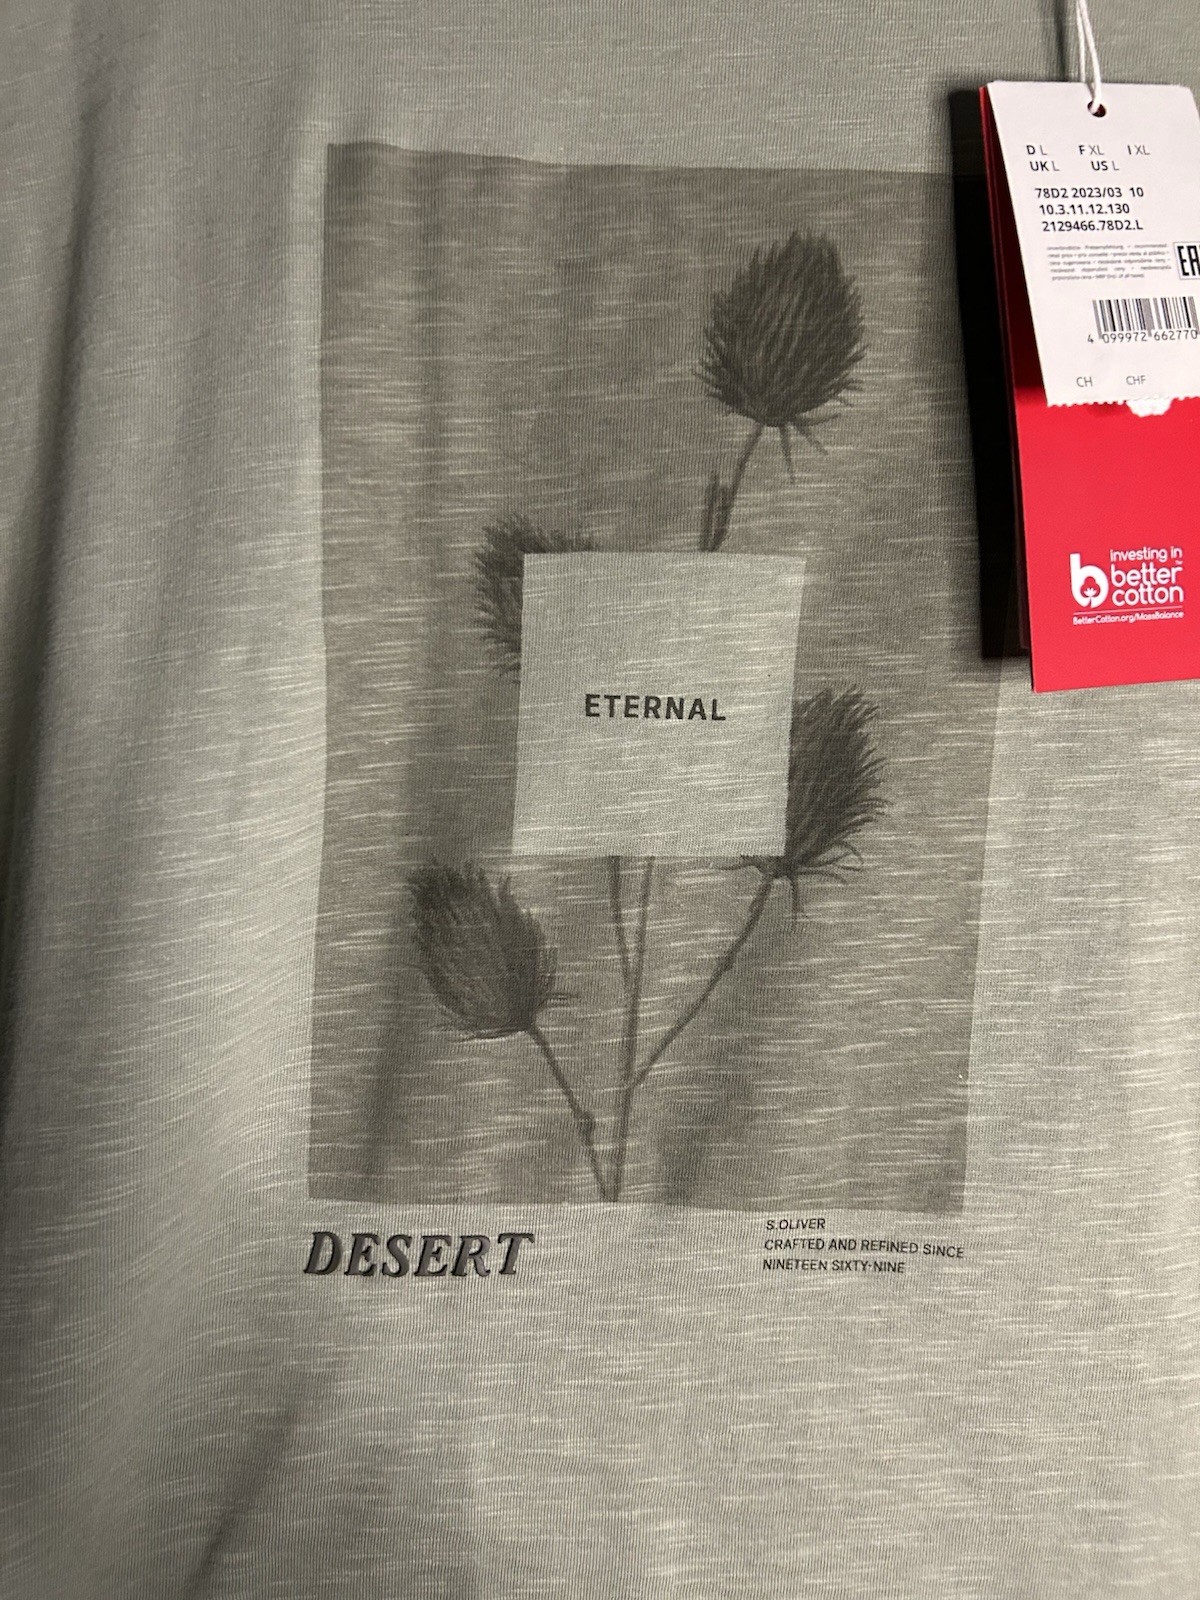 D L F XL I XL
UK L US L
78D2 2023/03 10
10.3.11.12.130
2129466.78D2.L
EA
4 099972 662770
CH CHF
investing in
better
cotton
BetterCotton.org/MassBalance
ETERNAL
DESERT
S.OLIVER
CRAFTED AND REFINED SINCE
NINETEEN SIXTY-NINE